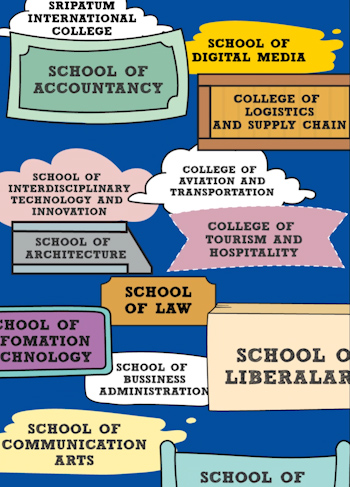 SRIPATUM
INTERNATIONAL
COLLEGE
SCHOOL OF
DIGITAL MEDIA
SCHOOL OF
ACCOUNTANCY
COLLEGE OF
LOGISTICS
AND SUPPLY CHAIN
SCHOOL OF
INTERDISCIPLINARY
TECHNOLOGY AND
INNOVATION
COLLEGE OF
AVIATION AND
TRANSPORTATION
COLLEGE OF
TOURISM AND
HOSPITALITY
SCHOOL OF
ARCHITECTURE
SCHOOL
OF LAW
CHOOL OF
FOMATION
CHNOLOGY
SCHOOL O
LIBERALAR
SCHOOL OF
BUSSINESS
ADMINISTRATION
SCHOOL OF
COMMUNICATION
ARTS
SCHOOL OF